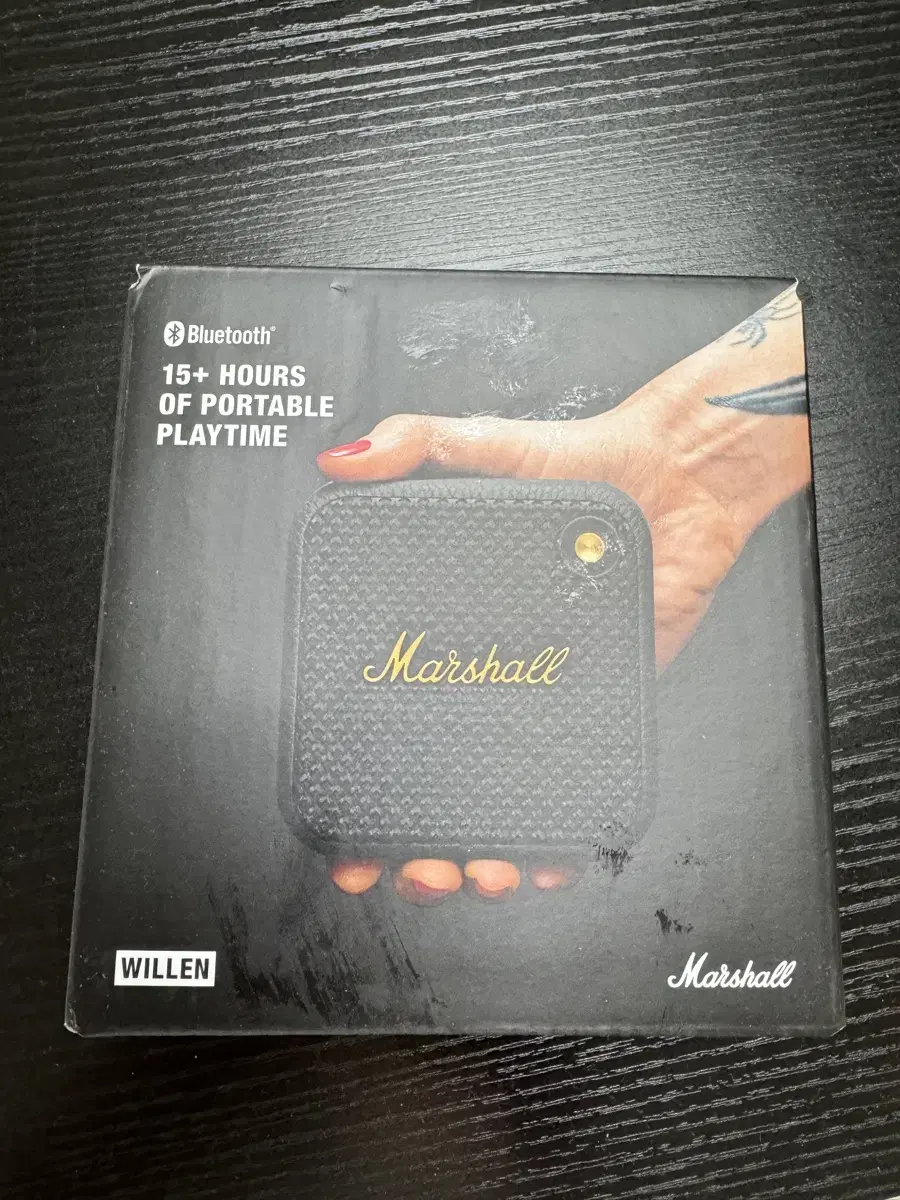 Bluetooth®
15+ HOURS
OF PORTABLE
PLAYTIME
Marshall
WILLEN
Marshall